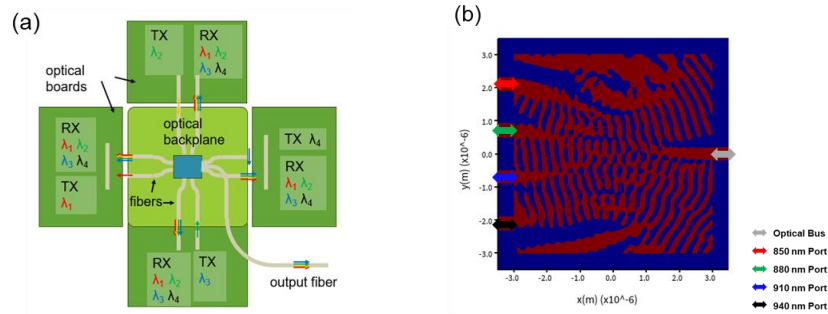 (a)
TX
λ2
RX
λ1 λ2
λ3 λ4
optical
boards
optical
backplane
RX
λ1 λ2
λ3 λ4
TX
λ1
TX λ4
RX
λ1 λ2
λ3 λ4
fibers
RX
λ1 λ2
λ3 λ4
TX
λ3
output fiber
(b)
y(m) (x10^-6)
3.0
2.0
1.0
0.0
-1.0
-2.0
-3.0
-3.0 -2.0 -1.0 0.0 1.0 2.0 3.0
x(m) (x10^-6)
Optical Bus
850 nm Port
880 nm Port
910 nm Port
940 nm Port